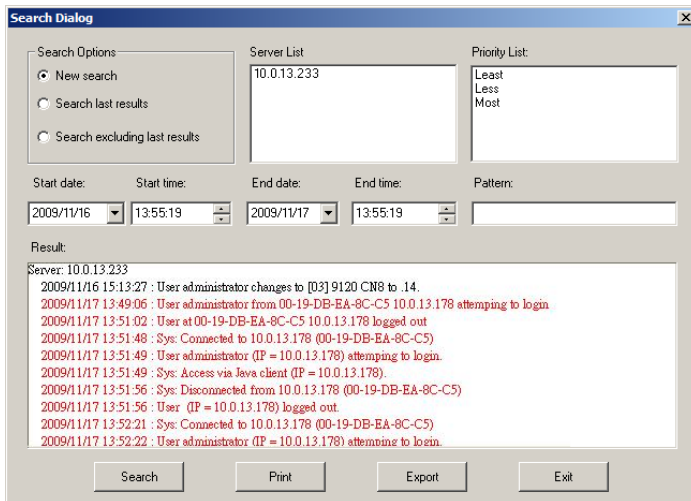 Search Dialog
Search Options
New search
Search last results
Search excluding last results
Server List
10.0.13.233
Priority List:
Least
Less
Most
Start date:
Start time:
End date:
End time:
Pattern:
2009/11/16
13:55:19
2009/11/17
13:55:19
Result:
Server: 10.0.13.233
2009/11/16 15:13:27 : User administrator changes to [03] 9120 CN8 to .14.
2009/11/17 13:49:06 : User administrator from 00-19-DB-EA-8C-C5 10.0.13.178 attemping to login
2009/11/17 13:51:02 : User at 00-19-DB-EA-8C-C5 10.0.13.178 logged out
2009/11/17 13:51:48 : Sys: Connected to 10.0.13.178 (00-19-DB-EA-8C-C5)
2009/11/17 13:51:49 : User administrator (IP = 10.0.13.178) attemping to login.
2009/11/17 13:51:49 : Sys: Access via Java client (IP = 10.0.13.178).
2009/11/17 13:51:56 : Sys: Disconnected from 10.0.13.178 (00-19-DB-EA-8C-C5)
2009/11/17 13:51:56 : User (IP = 10.0.13.178) logged out.
2009/11/17 13:52:21 : Sys: Connected to 10.0.13.178 (00-19-DB-EA-8C-C5)
2009/11/17 13:52:22 : User administrator (IP = 10.0.13.178) attemping to login.
Search
Print
Export
Exit